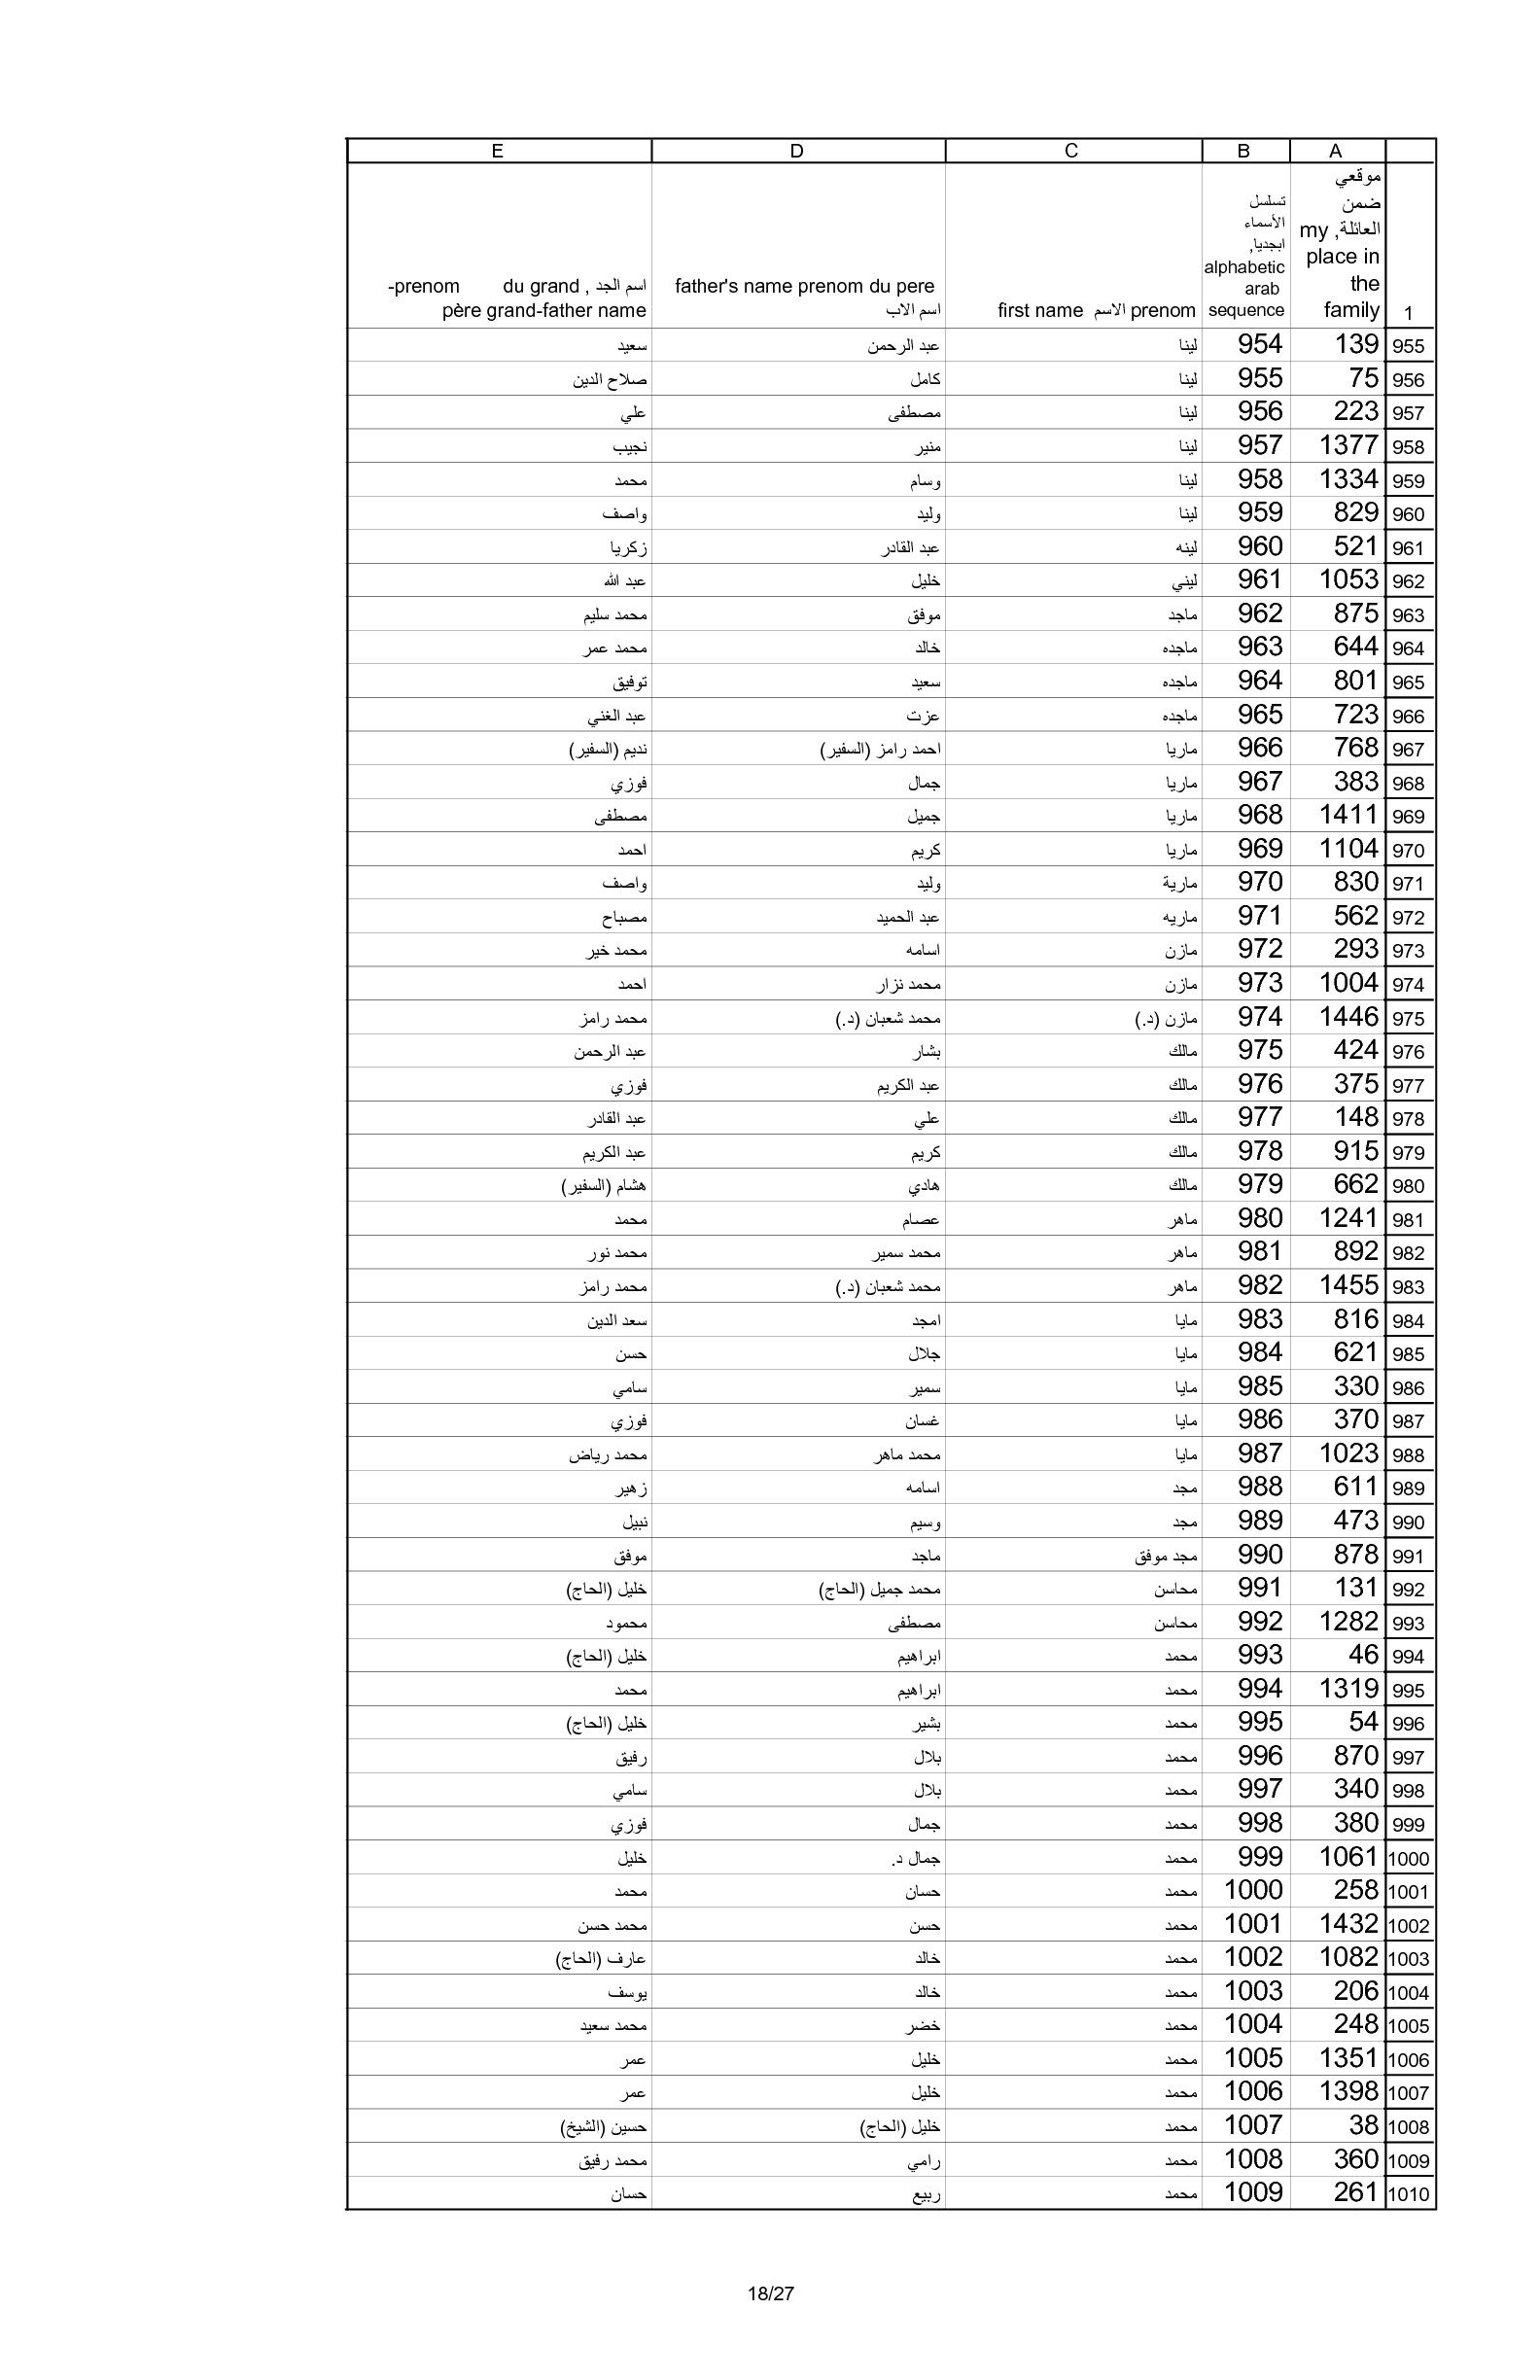 A B C D E
موقعي ضمن العائلة, my place in the family | تسلسل الأسماء ابجديا, alphabetic arab sequence | first name الاسم prenom | father's name prenom du pere اسم الاب | اسم الجد , prenom du grand-père grand-father name
1
955 139 954 لينا عبد الرحمن سعيد
956 75 955 لينا كامل صلاح الدين
957 223 956 لينا مصطفى علي
958 1377 957 لينا منير نجيب
959 1334 958 لينا وسام محمد
960 829 959 لينا وليد واصف
961 521 960 لينه عبد القادر زكريا
962 1053 961 ليني خليل عبد الله
963 875 962 ماجد موفق محمد سليم
964 644 963 ماجده خالد محمد عمر
965 801 964 ماجده سعيد توفيق
966 723 965 ماجده عزت عبد الغني
967 768 966 ماريا احمد رامز (السفير) نديم (السفير)
968 383 967 ماريا جمال فوزي
969 1411 968 ماريا جميل مصطفى
970 1104 969 ماريا كريم احمد
971 830 970 مارية وليد واصف
972 562 971 ماريه عبد الحميد مصباح
973 293 972 مازن اسامه محمد خير
974 1004 973 مازن محمد نزار احمد
975 1446 974 مازن (د.) محمد شعبان (د.) محمد رامز
976 424 975 مالك بشار عبد الرحمن
977 375 976 مالك عبد الكريم فوزي
978 148 977 مالك علي عبد القادر
979 915 978 مالك كريم عبد الكريم
980 662 979 مالك هادي هشام (السفير)
981 1241 980 ماهر عصام محمد
982 892 981 ماهر محمد سمير محمد نور
983 1455 982 ماهر محمد شعبان (د.) محمد رامز
984 816 983 مايا امجد سعد الدين
985 621 984 مايا جلال حسن
986 330 985 مايا سمير سامي
987 370 986 مايا غسان فوزي
988 1023 987 مايا محمد ماهر محمد رياض
989 611 988 مجد اسامه زهير
990 473 989 مجد وسيم نبيل
991 878 990 مجد موفق ماجد موفق
992 131 991 محاسن محمد جميل (الحاج) خليل (الحاج)
993 1282 992 محاسن مصطفى محمود
994 46 993 محمد ابراهيم خليل (الحاج)
995 1319 994 محمد ابراهيم محمد
996 54 995 محمد بشير خليل (الحاج)
997 870 996 محمد بلال رفيق
998 340 997 محمد بلال سامي
999 380 998 محمد جمال فوزي
1000 1061 999 محمد جمال د. خليل
1001 258 1000 محمد حسان محمد
1002 1432 1001 محمد حسن محمد حسن
1003 1082 1002 محمد خالد عارف (الحاج)
1004 206 1003 محمد خالد يوسف
1005 248 1004 محمد خضر محمد سعيد
1006 1351 1005 محمد خليل عمر
1007 1398 1006 محمد خليل عمر
1008 38 1007 محمد خليل (الحاج) حسين (الشيخ)
1009 360 1008 محمد رامي محمد رفيق
1010 261 1009 محمد ربيع حسان
18/27